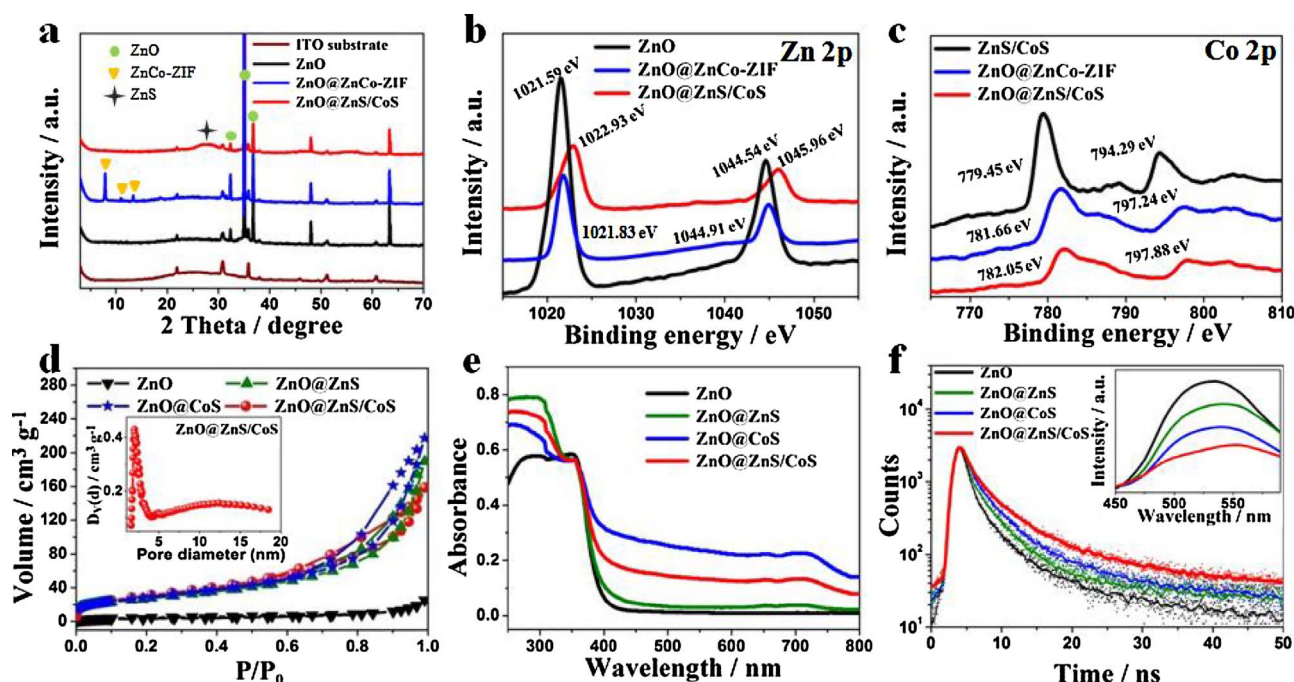 a
ZnO
ZnCo-ZIF
ZnS
ITO substrate
ZnO
ZnO@ZnCo-ZIF
ZnO@ZnS/CoS
Intensity / a.u.
10 20 30 40 50 60 70
2 Theta / degree
b
Zn 2p
ZnO
ZnO@ZnCo-ZIF
ZnO@ZnS/CoS
1021.59 eV
1022.93 eV
1044.54 eV
1045.96 eV
1021.83 eV
1044.91 eV
Intensity / a.u.
1020 1030 1040 1050
Binding energy / eV
c
Co 2p
ZnS/CoS
ZnO@ZnCo-ZIF
ZnO@ZnS/CoS
779.45 eV
794.29 eV
781.66 eV
797.24 eV
782.05 eV
797.88 eV
Intensity / a.u.
770 780 790 800 810
Binding energy / eV
d
ZnO
ZnO@ZnS
ZnO@CoS
ZnO@ZnS/CoS
280
240
200
160
120
80
40
0
Volume / cm³ g⁻¹
ZnO@ZnS/CoS
0.4
0.2
Dᵥ(d) / cm³ g⁻¹
5 10 15 20
Pore diameter (nm)
0.0 0.2 0.4 0.6 0.8 1.0
P/P₀
e
ZnO
ZnO@ZnS
ZnO@CoS
ZnO@ZnS/CoS
0.8
0.6
0.4
0.2
0.0
Absorbance
300 400 500 600 700 800
Wavelength / nm
f
ZnO
ZnO@ZnS
ZnO@CoS
ZnO@ZnS/CoS
10⁴
10³
10²
10¹
Counts
Intensity / a.u.
450 500 550
Wavelength / nm
0 10 20 30 40 50
Time / ns